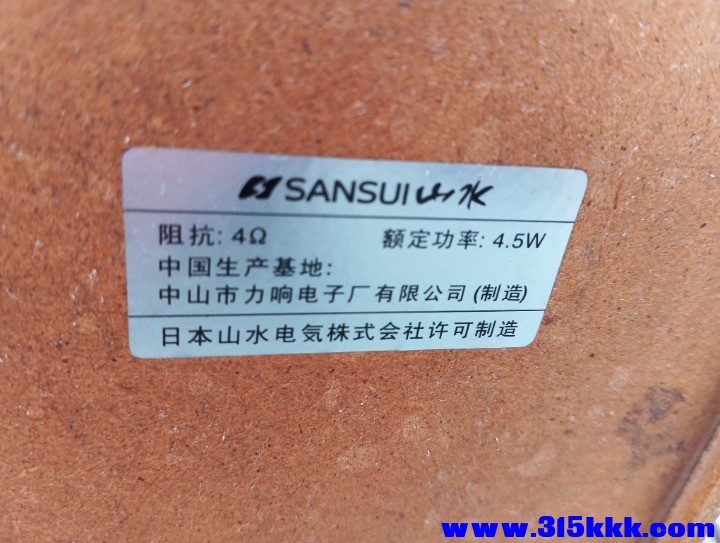 SANSUI山水
阻抗: 4Ω 额定功率: 4.5W
中国生产基地:
中山市力响电子厂有限公司 (制造)
日本山水电気株式会社许可制造
www.315kkk.com